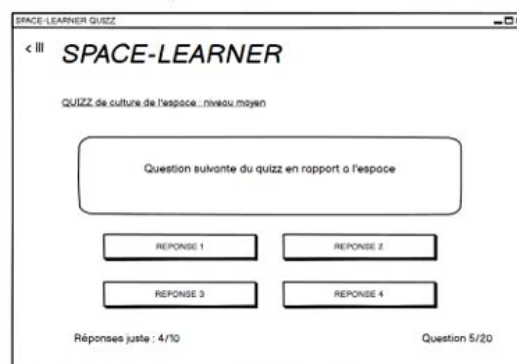 SPACE-LEARNER QUIZZ
< III SPACE-LEARNER
QUIZZ de culture de l'espace : niveau moyen
Question suivante du quizz en rapport a l'espace
REPONSE 1
REPONSE 2
REPONSE 3
REPONSE 4
Réponses juste : 4/10
Question 5/20